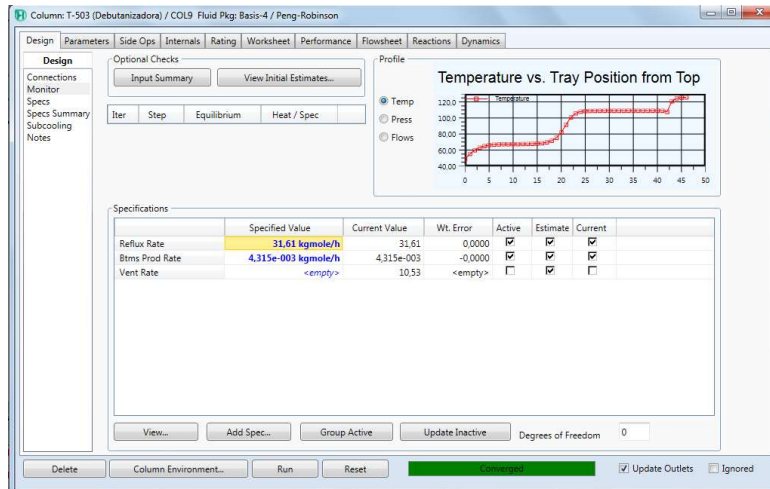 Column: T-503 (Debutanizadora) / COL9 Fluid Pkg: Basis-4 / Peng-Robinson
Design Parameters Side Ops Internals Rating Worksheet Performance Flowsheet Reactions Dynamics
Design
Connections
Monitor
Specs
Specs Summary
Subcooling
Notes
Optional Checks
Input Summary View Initial Estimates...
Iter Step Equilibrium Heat / Spec
Profile
Temp
Press
Flows
Temperature vs. Tray Position from Top
Temperature
120.0
100.0
80.00
60.00
40.00
0 5 10 15 20 25 30 35 40 45 50
Specifications
Specified Value Current Value Wt. Error Active Estimate Current
Reflux Rate 31,61 kgmole/h 31,61 0,0000
Btms Prod Rate 4,315e-003 kgmole/h 4,315e-003 -0,0000
Vent Rate <empty> 10,53 <empty>
View... Add Spec... Group Active Update Inactive Degrees of Freedom 0
Delete Column Environment... Run Reset Converged Update Outlets Ignored